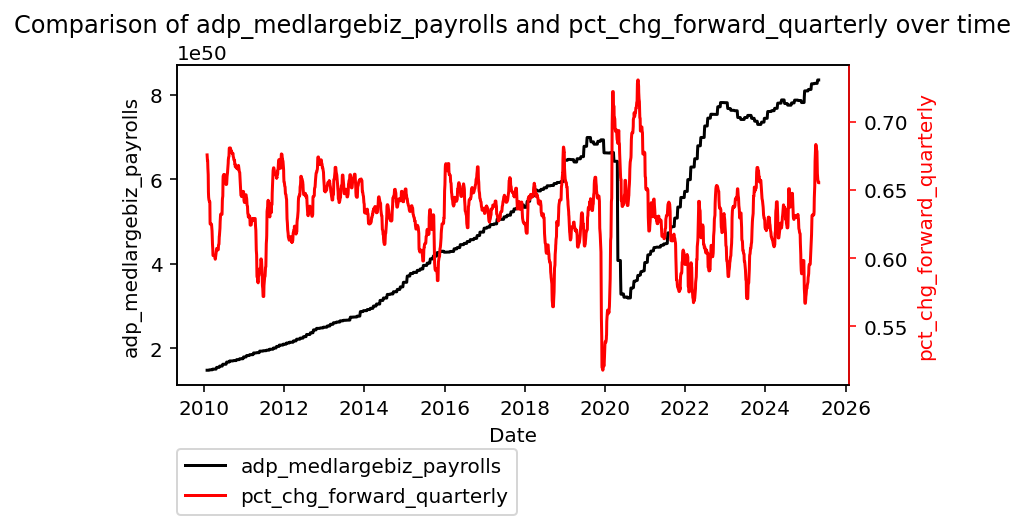 Comparison of adp_medlargebiz_payrolls and pct_chg_forward_quarterly over time
1e50
8
6
4
2
adp_medlargebiz_payrolls
0.70
0.65
0.60
0.55
pct_chg_forward_quarterly
2010 2012 2014 2016 2018 2020 2022 2024 2026
Date
adp_medlargebiz_payrolls
pct_chg_forward_quarterly